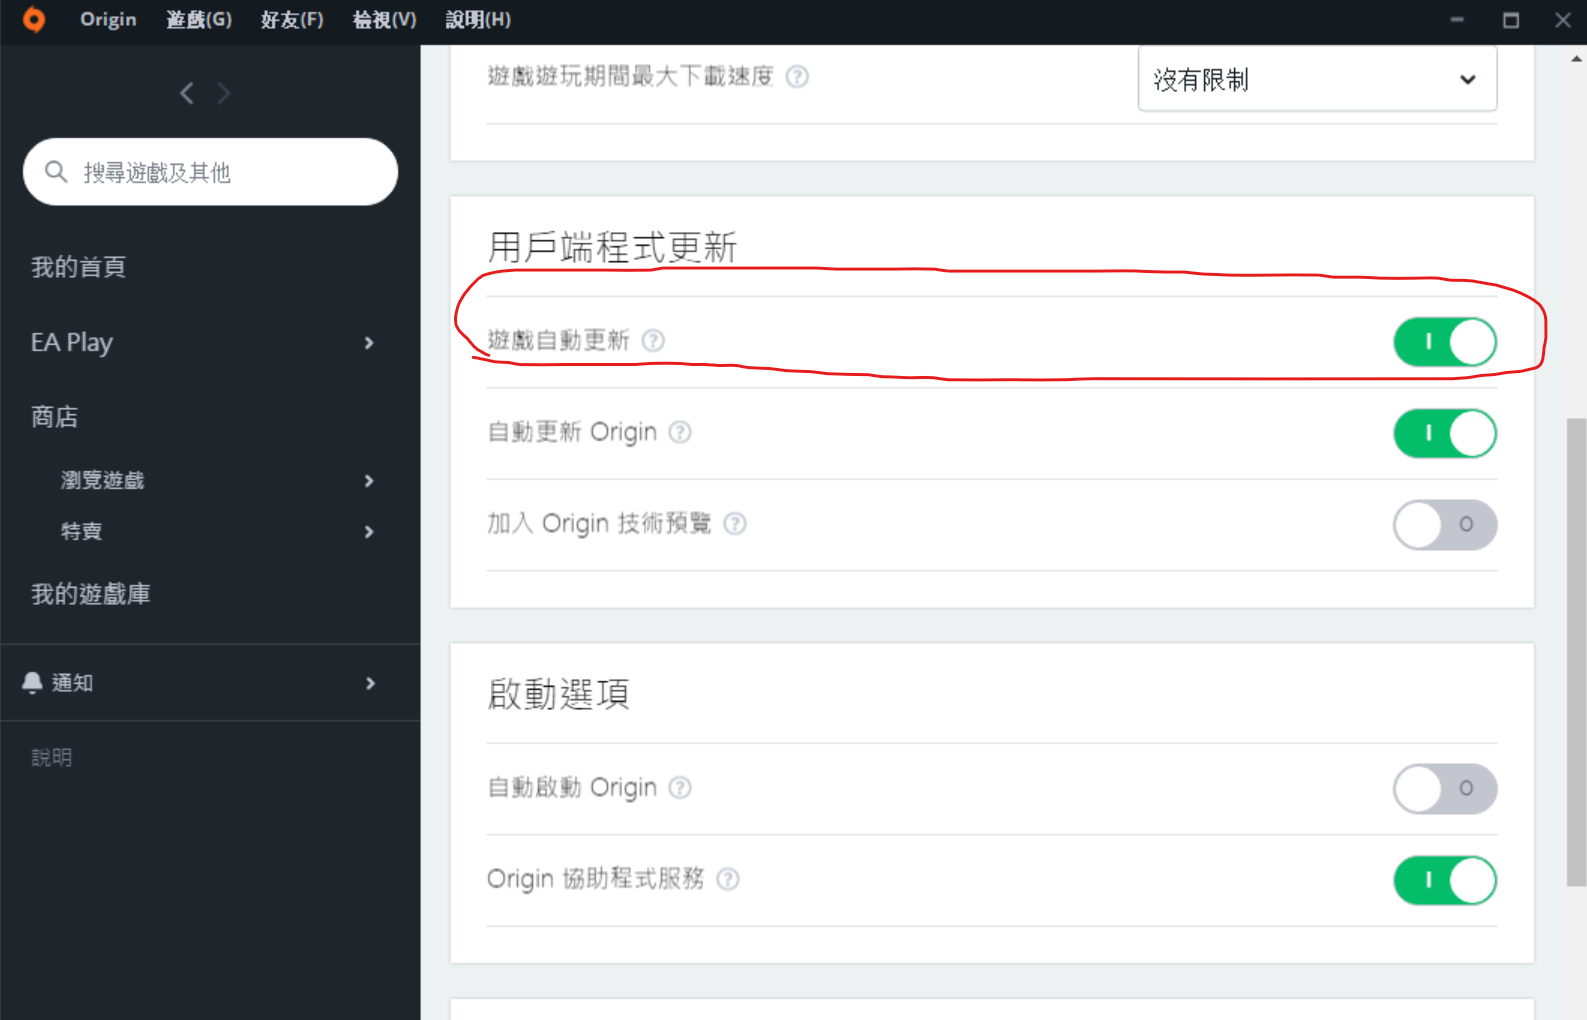 Origin 遊戲(G) 好友(F) 檢視(V) 說明(H)
搜尋遊戲及其他
我的首頁
EA Play
商店
瀏覽遊戲
特賣
我的遊戲庫
通知
說明
遊戲遊玩期間最大下載速度 ?
沒有限制
用戶端程式更新
遊戲自動更新 ?
自動更新 Origin ?
加入 Origin 技術預覽 ?
啟動選項
自動啟動 Origin ?
Origin 協助程式服務 ?